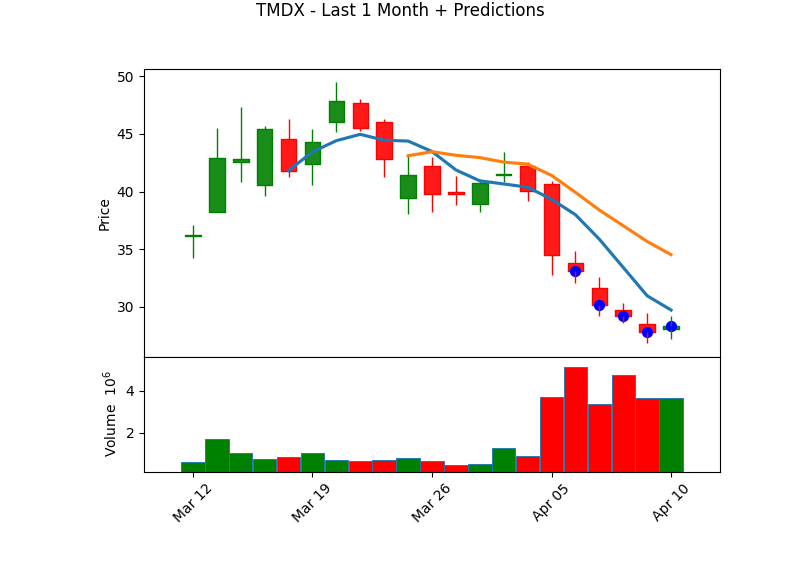 TMDX - Last 1 Month + Predictions
50
45
40
35
30
Price
4
2
Volume 10^6
Mar 12
Mar 19
Mar 26
Apr 05
Apr 10